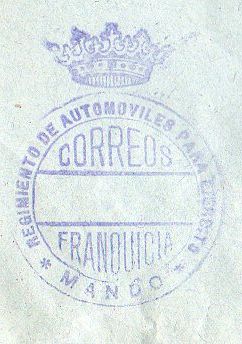 REGIMIENTO DE AUTOMOVILES PARA EJERCITO
CORREOS
FRANQUICIA
* MANDO *